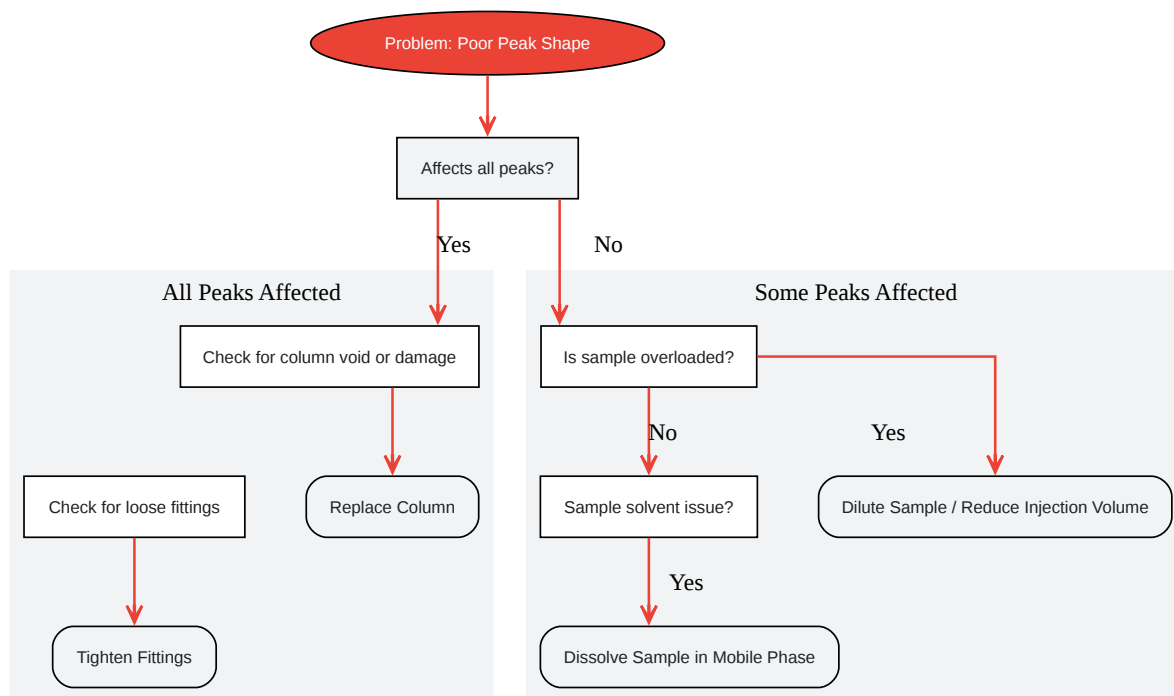 Problem: Poor Peak Shape
Affects all peaks?
Yes
No
All Peaks Affected
Some Peaks Affected
Check for column void or damage
Is sample overloaded?
No
Yes
Check for loose fittings
Replace Column
Sample solvent issue?
Dilute Sample / Reduce Injection Volume
Yes
Tighten Fittings
Dissolve Sample in Mobile Phase